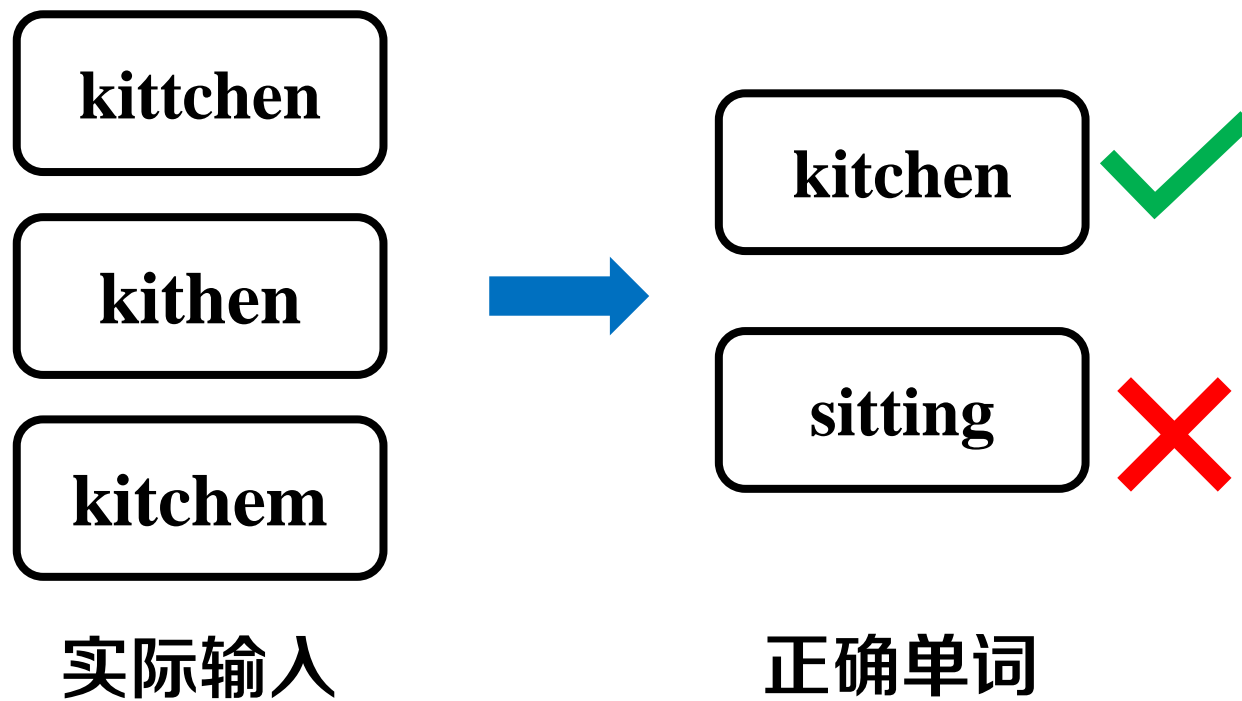 kittchen
kithen
kitchem
实际输入
kitchen
sitting
正确单词